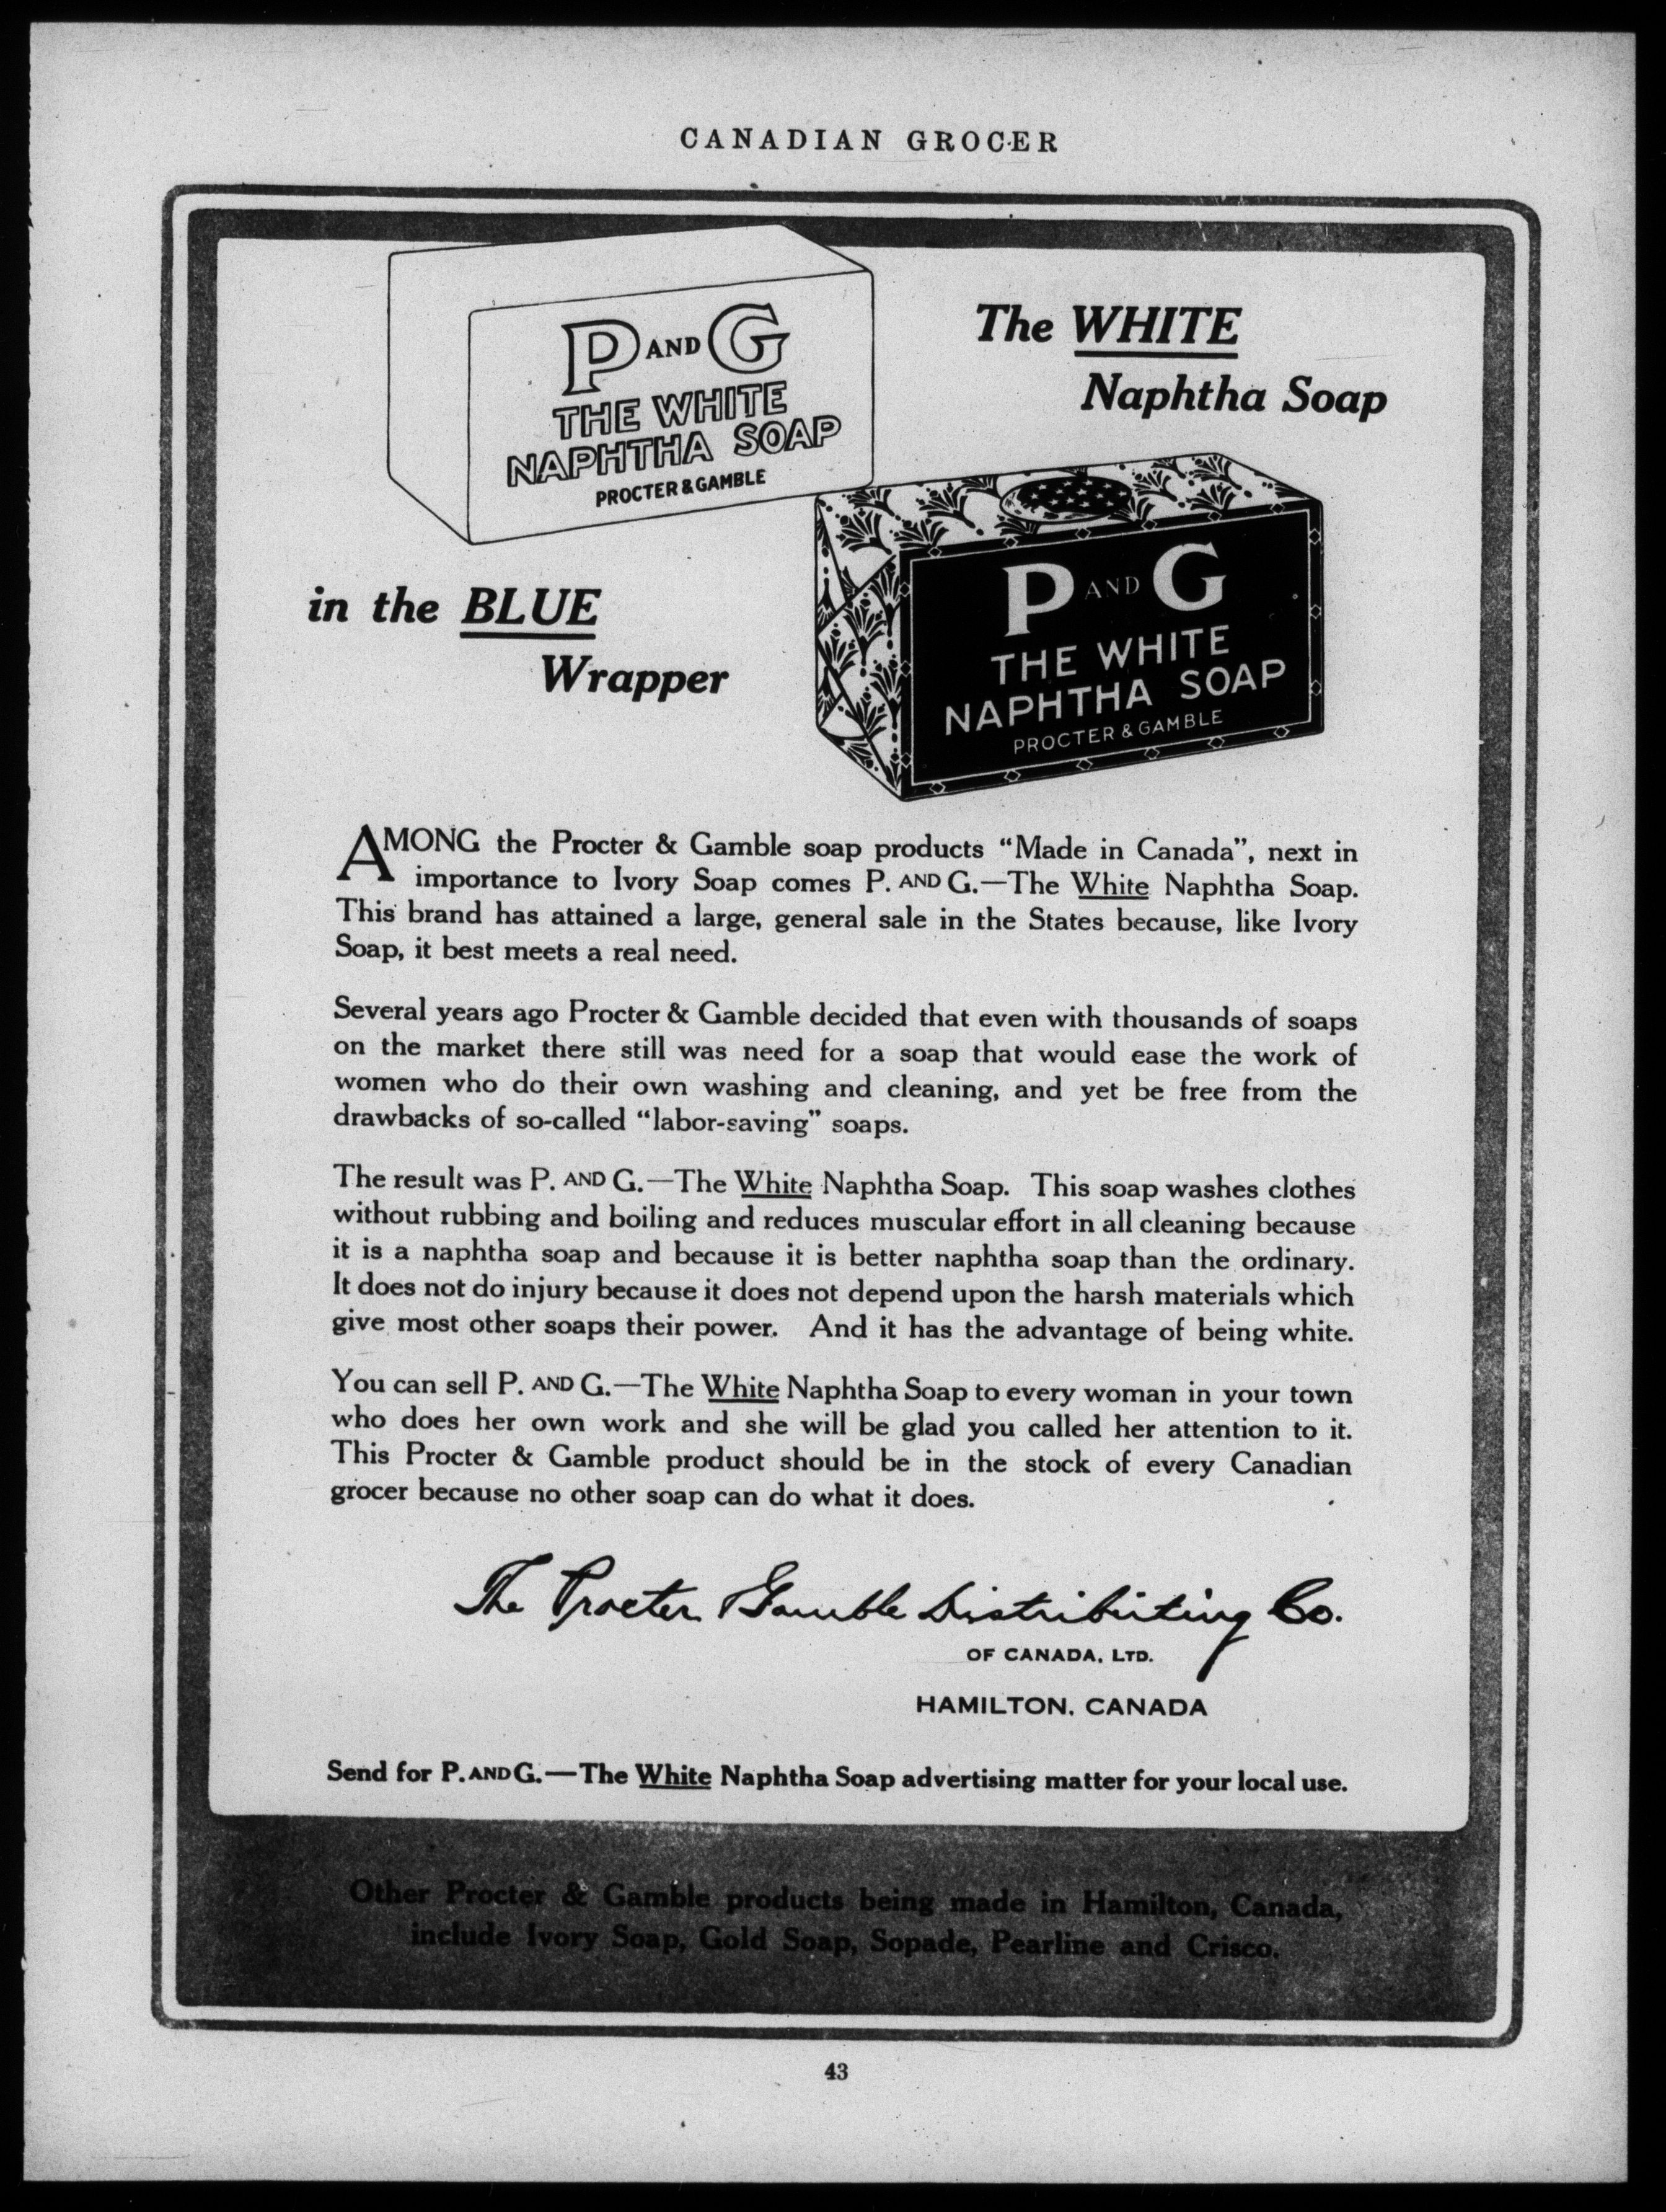 CANADIAN GROCER
P AND G
THE WHITE
NAPHTHA SOAP
PROCTER & GAMBLE
The WHITE
Naphtha Soap
in the BLUE
Wrapper
P AND G
THE WHITE
NAPHTHA SOAP
PROCTER & GAMBLE
AMONG the Procter & Gamble soap products “Made in Canada”, next in
importance to Ivory Soap comes P. AND G.—The White Naphtha Soap.
This brand has attained a large, general sale in the States because, like Ivory
Soap, it best meets a real need.
Several years ago Procter & Gamble decided that even with thousands of soaps
on the market there still was need for a soap that would ease the work of
women who do their own washing and cleaning, and yet be free from the
drawbacks of so-called “labor-saving” soaps.
The result was P. AND G.—The White Naphtha Soap. This soap washes clothes
without rubbing and boiling and reduces muscular effort in all cleaning because
it is a naphtha soap and because it is better naphtha soap than the ordinary.
It does not do injury because it does not depend upon the harsh materials which
give most other soaps their power. And it has the advantage of being white.
You can sell P. AND G.—The White Naphtha Soap to every woman in your town
who does her own work and she will be glad you called her attention to it.
This Procter & Gamble product should be in the stock of every Canadian
grocer because no other soap can do what it does.
The Procter & Gamble Distributing Co.
OF CANADA, LTD.
HAMILTON, CANADA
Send for P. AND G.—The White Naphtha Soap advertising matter for your local use.
Other Procter & Gamble products being made in Hamilton, Canada,
include Ivory Soap, Gold Soap, Sopade, Pearline and Crisco.
43